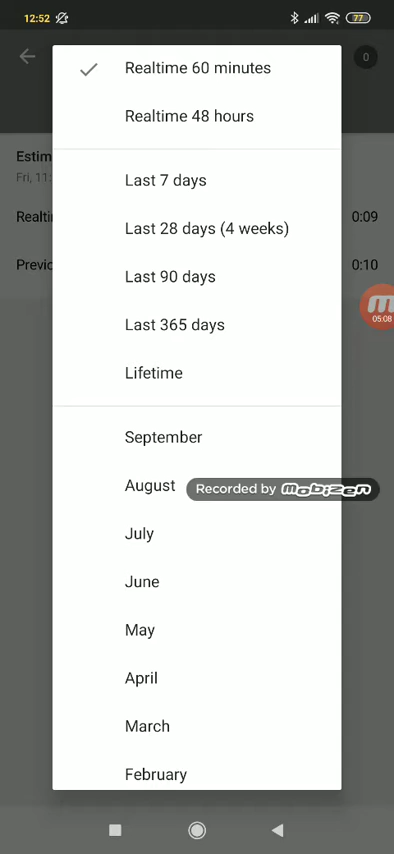 12:52
77
Realtime 60 minutes
0
Realtime 48 hours
Estim
Fri, 11:
Last 7 days
Realti
0:09
Last 28 days (4 weeks)
Previc
0:10
Last 90 days
05:08
Last 365 days
Lifetime
September
August
Recorded by mobizen
July
June
May
April
March
February